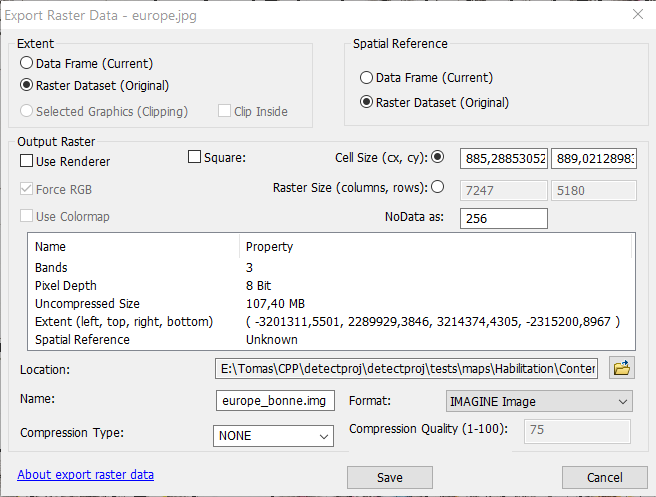 Export Raster Data - europe.jpg
Extent
Data Frame (Current)
Raster Dataset (Original)
Selected Graphics (Clipping)
Clip Inside
Spatial Reference
Data Frame (Current)
Raster Dataset (Original)
Output Raster
Use Renderer
Square:
Cell Size (cx, cy):
885,28853052
889,02128983
Force RGB
Raster Size (columns, rows):
7247
5180
Use Colormap
NoData as:
256
Name Property
Bands 3
Pixel Depth 8 Bit
Uncompressed Size 107,40 MB
Extent (left, top, right, bottom) ( -3201311,5501, 2289929,3846, 3214374,4305, -2315200,8967 )
Spatial Reference Unknown
Location: E:\Tomas\CPP\detectproj\detectproj\tests\maps\Habilitation\Conter
Name: europe_bonne.img
Format: IMAGINE Image
Compression Type: NONE
Compression Quality (1-100): 75
About export raster data
Save
Cancel